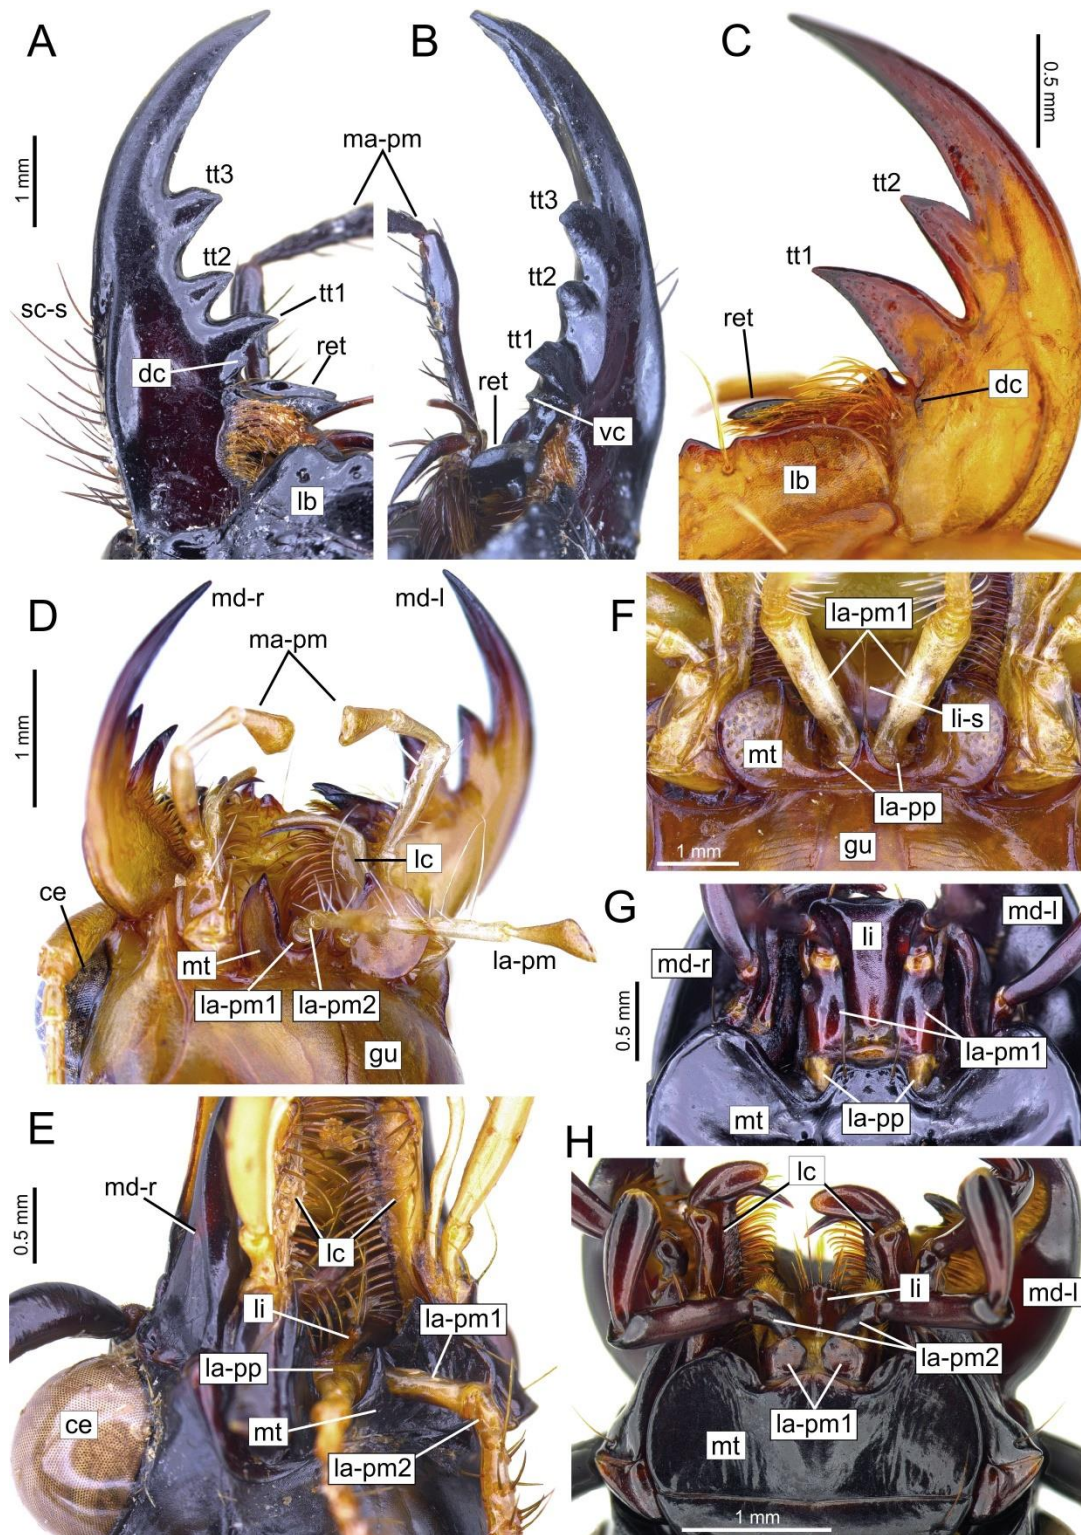 A
1 mm
sc-s
tt3
tt2
tt1
dc
ret
lb
ma-pm
B
tt3
tt2
tt1
ret
vc
C
0.5 mm
tt2
tt1
ret
dc
lb
D
1 mm
md-r
md-l
ma-pm
ce
lc
mt
la-pm1
la-pm2
la-pm
gu
E
0.5 mm
md-r
lc
li
la-pm1
la-pp
mt
la-pm2
ce
F
la-pm1
li-s
mt
la-pp
gu
1 mm
G
0.5 mm
md-r
li
md-l
la-pm1
mt
la-pp
H
lc
li
md-l
la-pm2
la-pm1
mt
1 mm